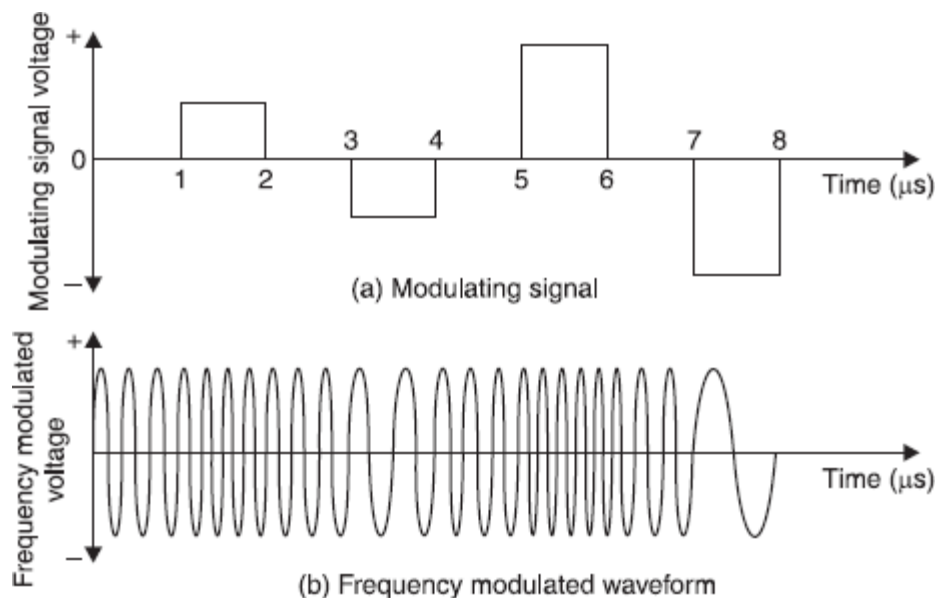 +
Modulating signal voltage
3 4 7 8
0
1 2 5 6
Time (μs)
−
(a) Modulating signal
+
Frequency modulated
voltage
Time (μs)
−
(b) Frequency modulated waveform